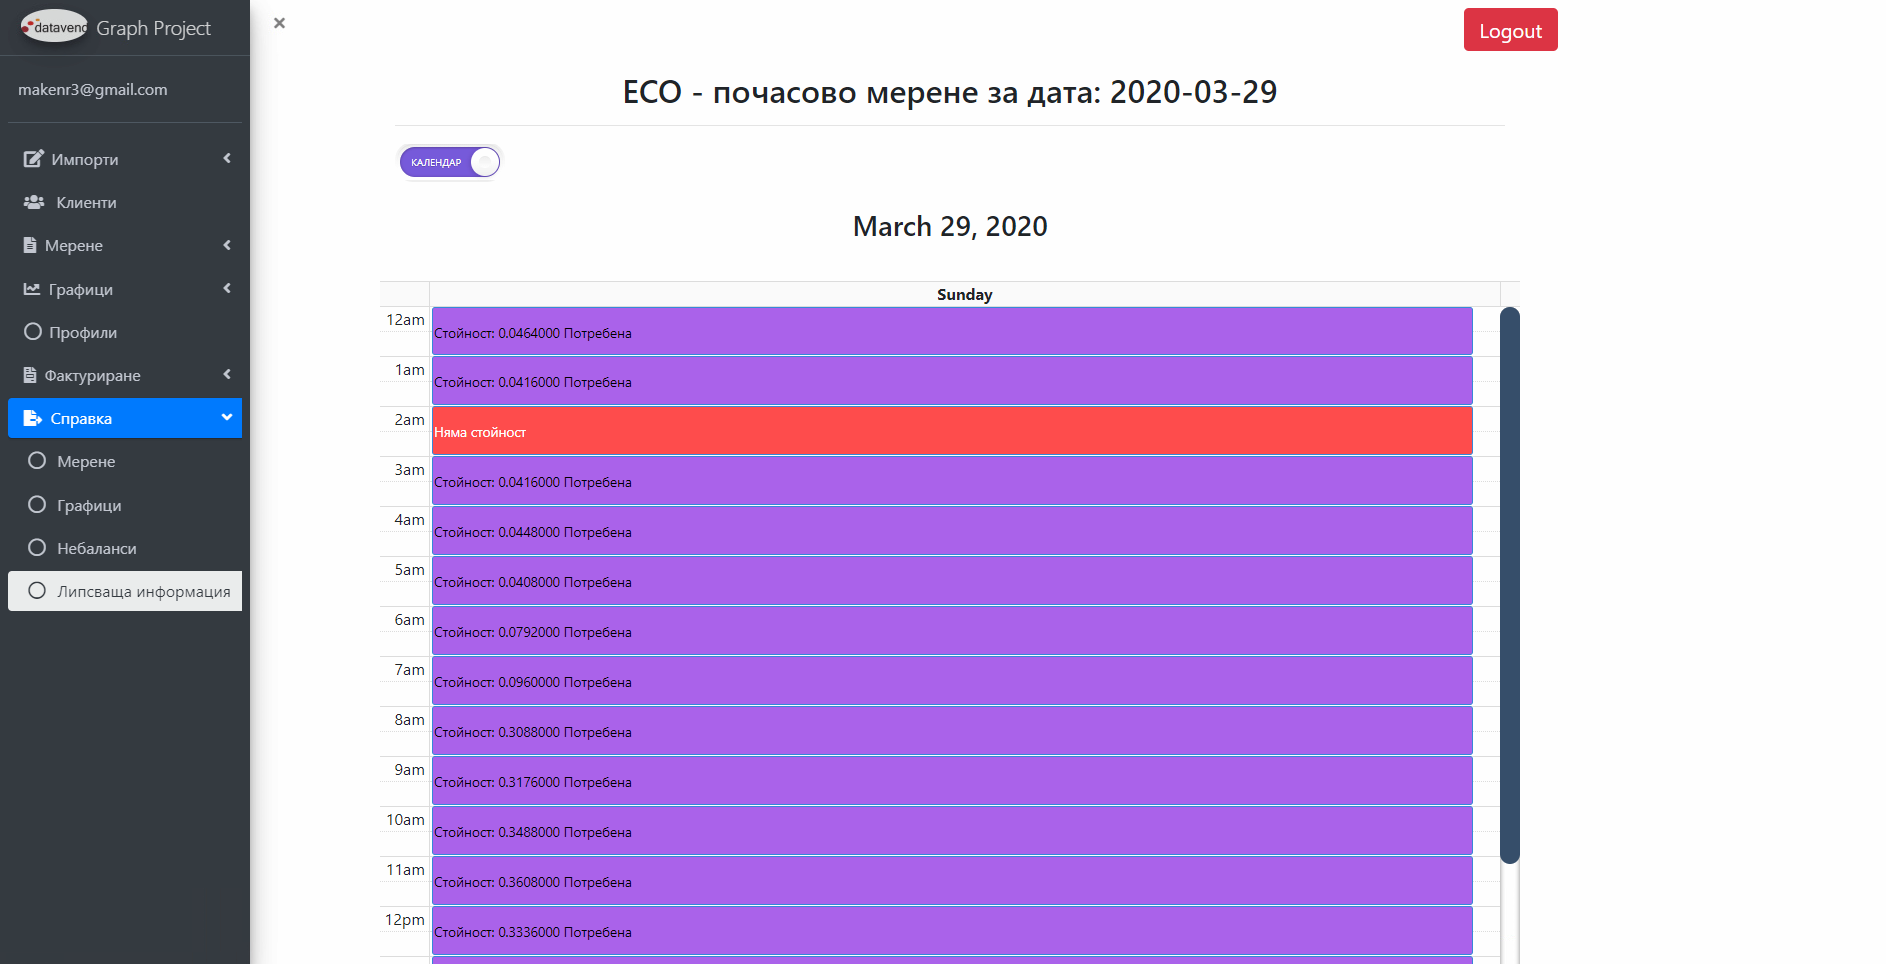 datavend Graph Project
makenr3@gmail.com
Импорти
Клиенти
Мерене
Графици
Профили
Фактуриране
Справка
Мерене
Графици
Небаланси
Липсваща информация
×
Logout
ECO - почасово мерене за дата: 2020-03-29
КАЛЕНДАР
March 29, 2020
Sunday
12am Стойност: 0.0464000 Потребена
1am Стойност: 0.0416000 Потребена
2am Няма стойност
3am Стойност: 0.0416000 Потребена
4am Стойност: 0.0448000 Потребена
5am Стойност: 0.0408000 Потребена
6am Стойност: 0.0792000 Потребена
7am Стойност: 0.0960000 Потребена
8am Стойност: 0.3088000 Потребена
9am Стойност: 0.3176000 Потребена
10am Стойност: 0.3488000 Потребена
11am Стойност: 0.3608000 Потребена
12pm Стойност: 0.3336000 Потребена